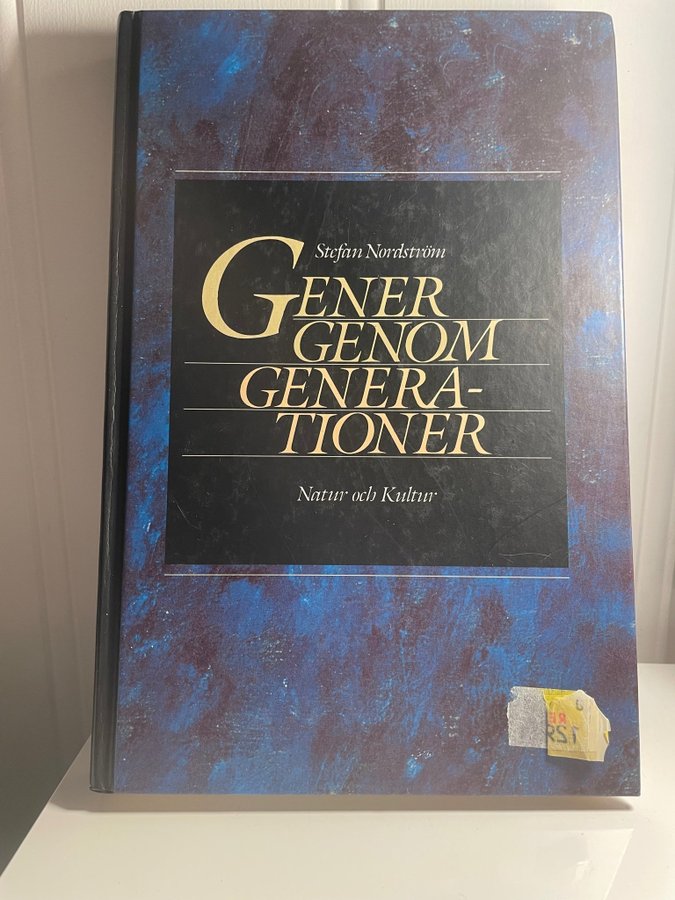 Stefan Nordström
GENER
GENOM
GENERA-
TIONER
Natur och Kultur